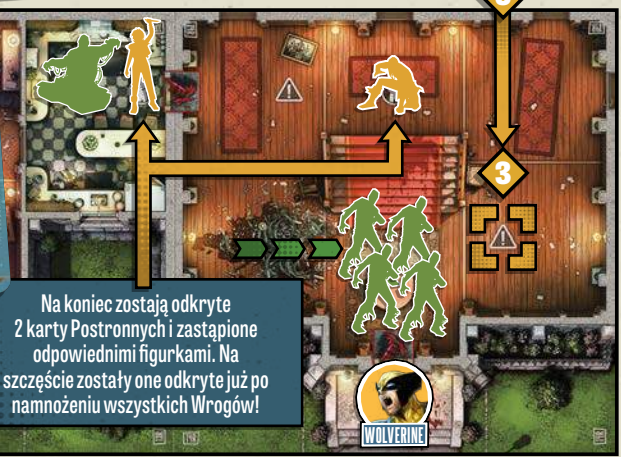 3
Na koniec zostają odkryte
2 karty Postronnych i zastąpione
odpowiednimi figurkami. Na
szczęście zostały one odkryte już po
namnożeniu wszystkich Wrogów!
WOLVERINE